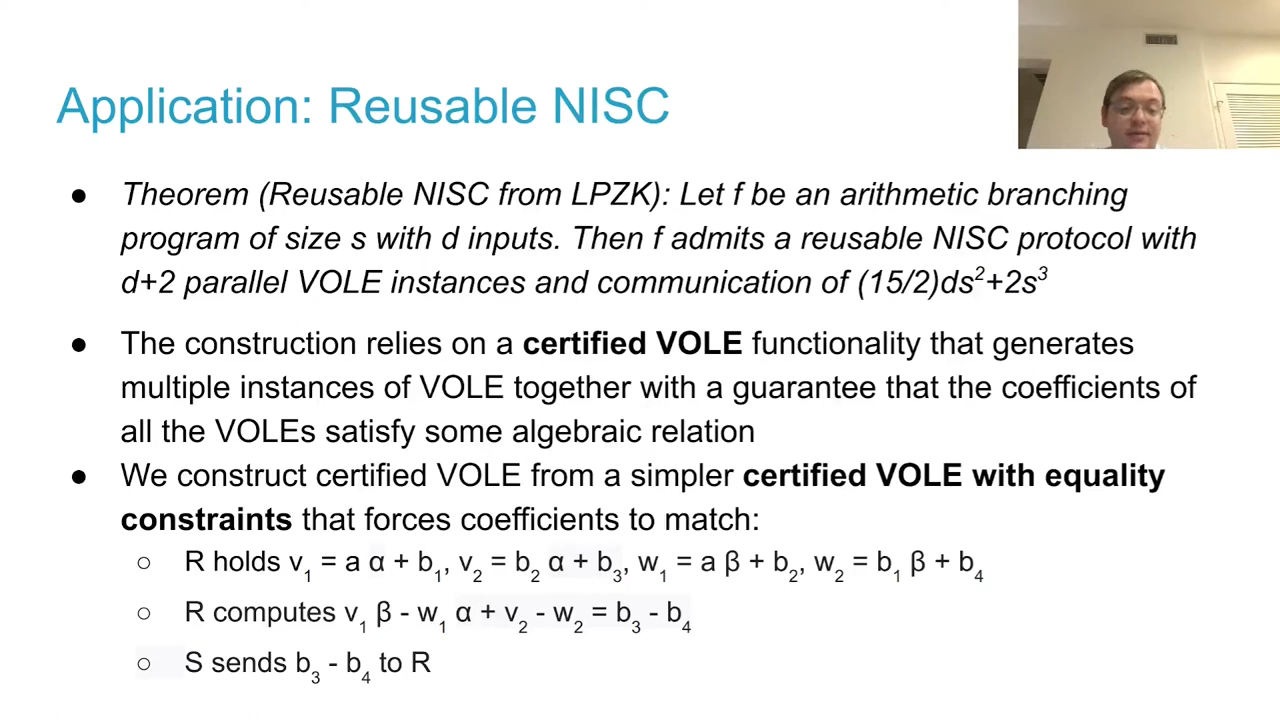 Application: Reusable NISC
● Theorem (Reusable NISC from LPZK): Let f be an arithmetic branching
program of size s with d inputs. Then f admits a reusable NISC protocol with
d+2 parallel VOLE instances and communication of (15/2)ds²+2s³
● The construction relies on a certified VOLE functionality that generates
multiple instances of VOLE together with a guarantee that the coefficients of
all the VOLEs satisfy some algebraic relation
● We construct certified VOLE from a simpler certified VOLE with equality
constraints that forces coefficients to match:
○ R holds v₁ = a α + b₁, v₂ = b₂ α + b₃, w₁ = a β + b₂, w₂ = b₁ β + b₄
○ R computes v₁ β - w₁ α + v₂ - w₂ = b₃ - b₄
○ S sends b₃ - b₄ to R